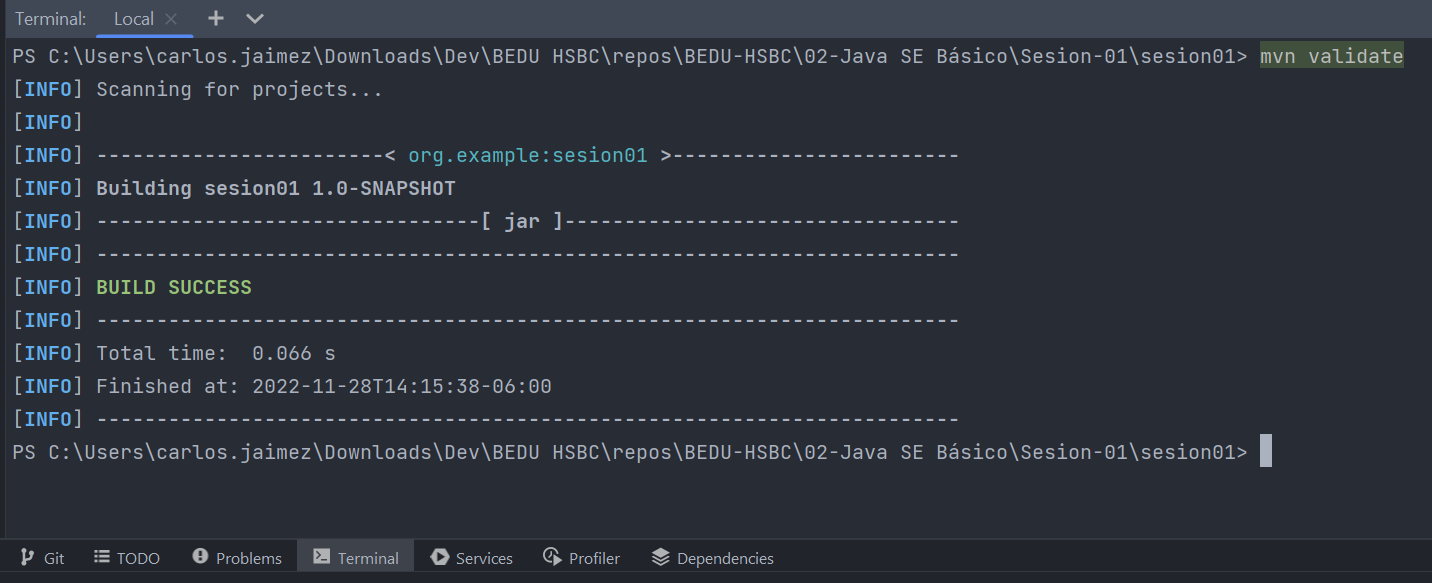 Terminal: Local
PS C:\Users\carlos.jaimez\Downloads\Dev\BEDU HSBC\repos\BEDU-HSBC\02-Java SE Básico\Sesion-01\sesion01> mvn validate
[INFO] Scanning for projects...
[INFO]
[INFO] ------------------------< org.example:sesion01 >------------------------
[INFO] Building sesion01 1.0-SNAPSHOT
[INFO] --------------------------------[ jar ]---------------------------------
[INFO] ------------------------------------------------------------------------
[INFO] BUILD SUCCESS
[INFO] ------------------------------------------------------------------------
[INFO] Total time:  0.066 s
[INFO] Finished at: 2022-11-28T14:15:38-06:00
[INFO] ------------------------------------------------------------------------
PS C:\Users\carlos.jaimez\Downloads\Dev\BEDU HSBC\repos\BEDU-HSBC\02-Java SE Básico\Sesion-01\sesion01>
Git TODO Problems Terminal Services Profiler Dependencies